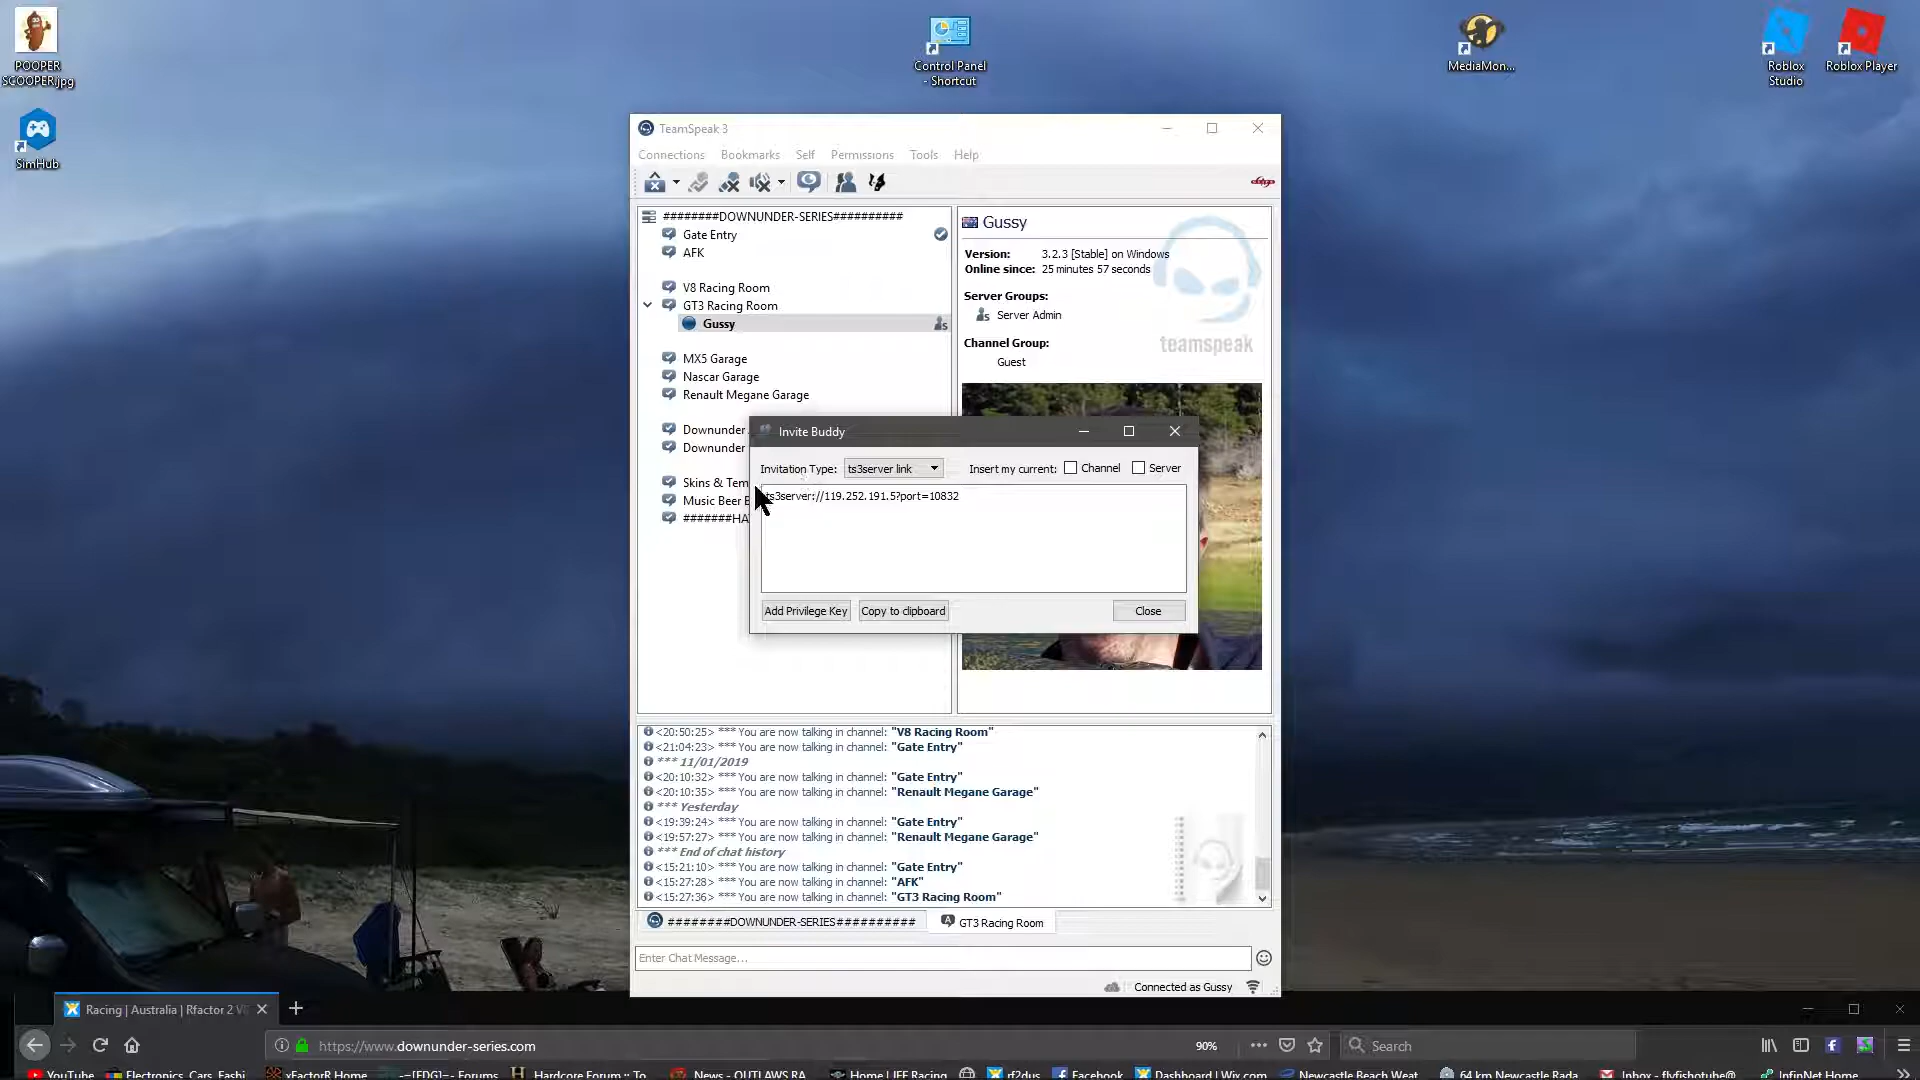 POOPER
SCOOPER.jpg
SimHub
Control Panel
- Shortcut
MediaMon...
Roblox
Studio
Roblox Player
TeamSpeak 3
Connections Bookmarks Self Permissions Tools Help
########DOWNUNDER-SERIES##########
Gate Entry
AFK
V8 Racing Room
GT3 Racing Room
Gussy
MX5 Garage
Nascar Garage
Renault Megane Garage
Downunder
Downunder
Skins & Tem
Music Beer
#######HA
Gussy
Version: 3.2.3 [Stable] on Windows
Online since: 25 minutes 57 seconds
Server Groups:
Server Admin
Channel Group:
Guest
teamspeak
Invite Buddy
Invitation Type: ts3server link Insert my current: Channel Server
ts3server://119.252.191.5?port=10832
Add Privilege Key Copy to clipboard Close
<20:50:25> *** You are now talking in channel: "V8 Racing Room"
<21:04:23> *** You are now talking in channel: "Gate Entry"
*** 11/01/2019
<20:10:32> *** You are now talking in channel: "Gate Entry"
<20:10:35> *** You are now talking in channel: "Renault Megane Garage"
*** Yesterday
<19:39:24> *** You are now talking in channel: "Gate Entry"
<19:57:27> *** You are now talking in channel: "Renault Megane Garage"
*** End of chat history
<15:21:10> *** You are now talking in channel: "Gate Entry"
<15:27:28> *** You are now talking in channel: "AFK"
<15:27:36> *** You are now talking in channel: "GT3 Racing Room"
########DOWNUNDER-SERIES########## GT3 Racing Room
Enter Chat Message...
Connected as Gussy
Racing | Australia | Rfactor 2 V8
https://www.downunder-series.com 90% Search
YouTube Electronics, Cars, Fashi xFactorR Home -=[FDG]=- Forums Hardcore Forum :: To News - OUTLAWS RA Home | JFF Racing rf2dus Facebook Dashboard | Wix.com Newcastle Beach Weat 64 km Newcastle Rada Inbox - flyfishotube@ InfinNet Home